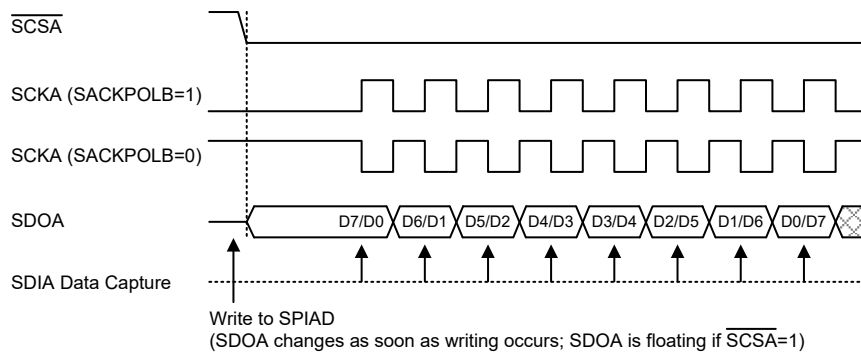 SCSA
SCKA (SACKPOLB=1)
SCKA (SACKPOLB=0)
SDOA D7/D0 D6/D1 D5/D2 D4/D3 D3/D4 D2/D5 D1/D6 D0/D7
SDIA Data Capture
Write to SPIAD
(SDOA changes as soon as writing occurs; SDOA is floating if SCSA=1)